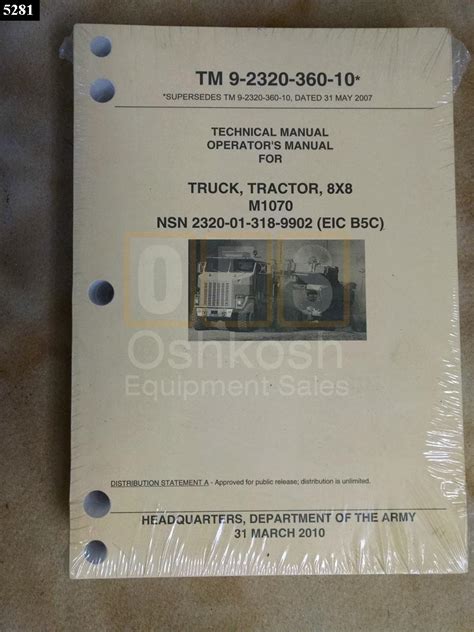 5281
TM 9-2320-360-10*
*SUPERSEDES TM 9-2320-360-10, DATED 31 MAY 2007
TECHNICAL MANUAL
OPERATOR'S MANUAL
FOR
TRUCK, TRACTOR, 8X8
M1070
NSN 2320-01-318-9902 (EIC B5C)
Oshkosh
Equipment Sales
DISTRIBUTION STATEMENT A - Approved for public release; distribution is unlimited.
HEADQUARTERS, DEPARTMENT OF THE ARMY
31 MARCH 2010